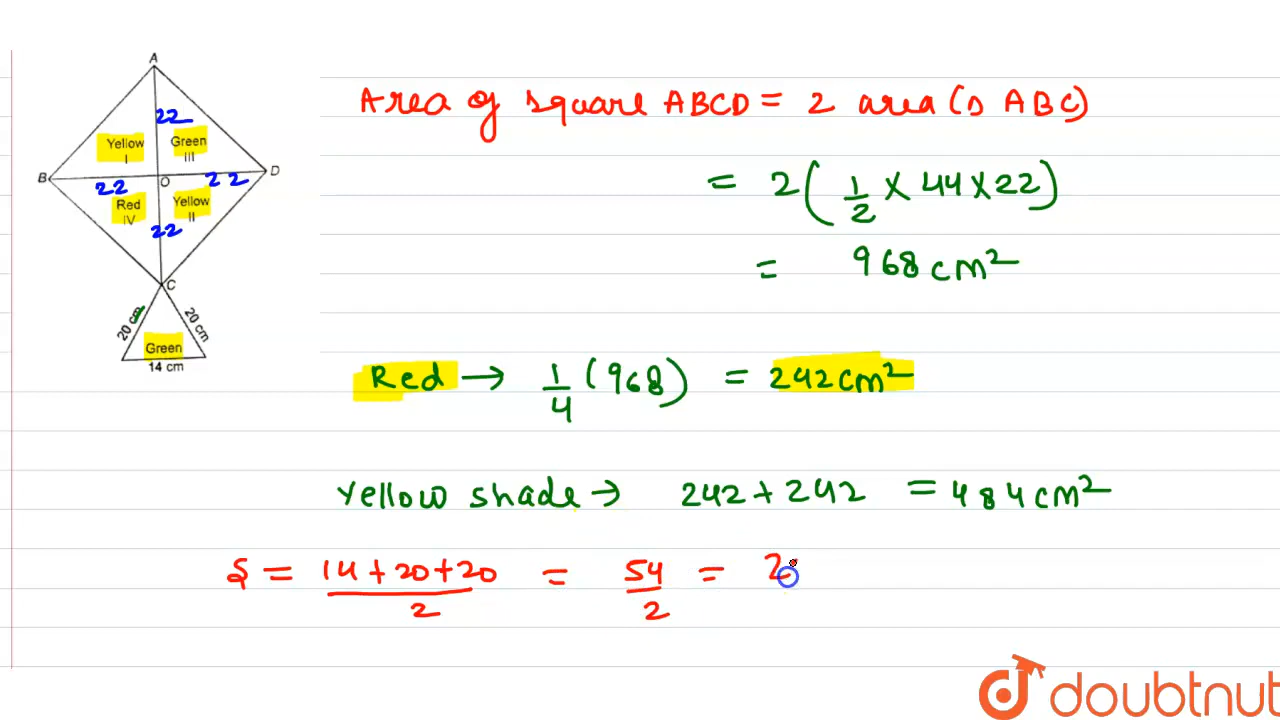 A
22
Yellow
I
Green
III
B
22
O
22
D
Red
IV
Yellow
II
22
C
20 cm
20 cm
Green
14 cm
Area of square ABCD = 2 area (Δ ABC)
= 2 ( 1/2 × 44 × 22 )
= 968 cm²
Red → 1/4 (968) = 242 cm²
Yellow shade → 242 + 242 = 484 cm²
S = 14 + 20 + 20 / 2 = 54/2 = 2
doubtnut